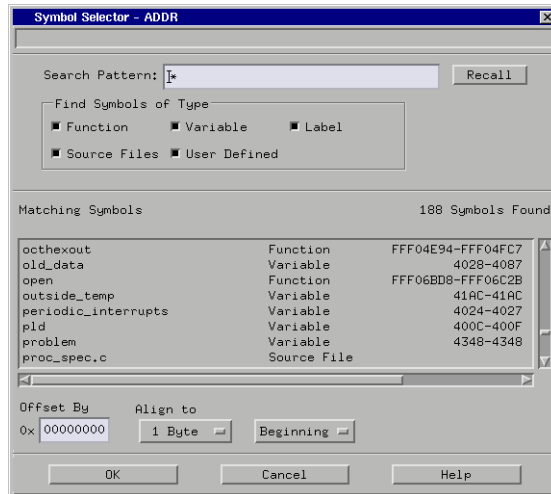 Symbol Selector - ADDR
Search Pattern: *
Recall
Find Symbols of Type
Function Variable Label
Source Files User Defined
Matching Symbols 188 Symbols Found
octhexout Function FFF04E94-FFF04FC7
old_data Variable 4028-4087
open Function FFF06BD8-FFF06C2B
outside_temp Variable 41AC-41AC
periodic_interrupts Variable 4024-4027
pld Variable 400C-400F
problem Variable 4348-4348
proc_spec.c Source File
Offset By Align to
0x 00000000 1 Byte Beginning
OK Cancel Help